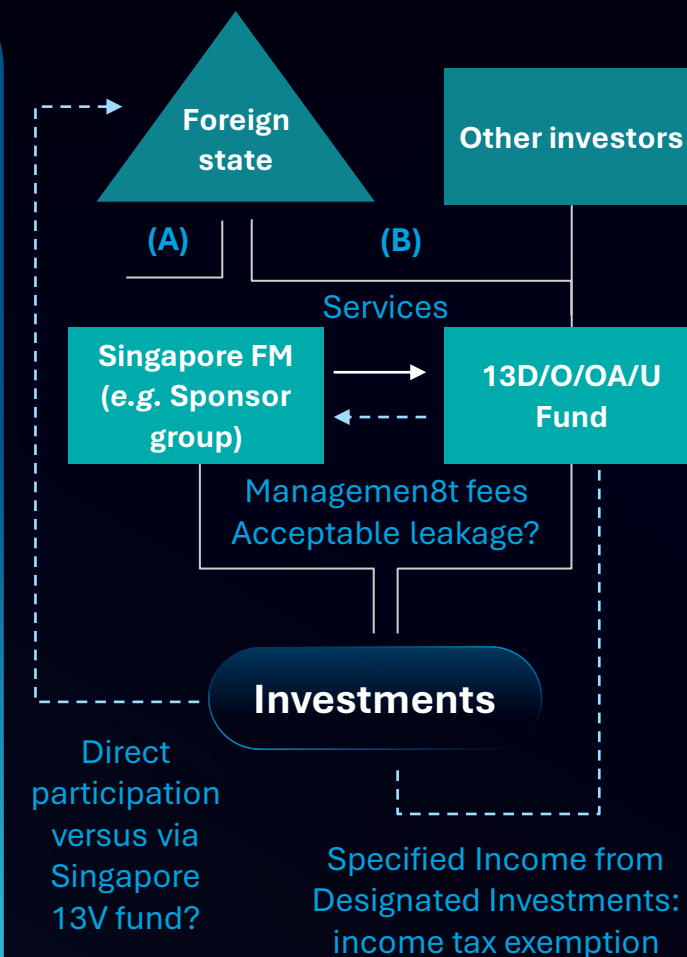 Foreign
state
Other investors
(A)
(B)
Services
Singapore FM
(e.g. Sponsor
group)
13D/O/OA/U
Fund
Managemen8t fees
Acceptable leakage?
Investments
Direct
participation
versus via
Singapore
13V fund?
Specified Income from
Designated Investments:
income tax exemption